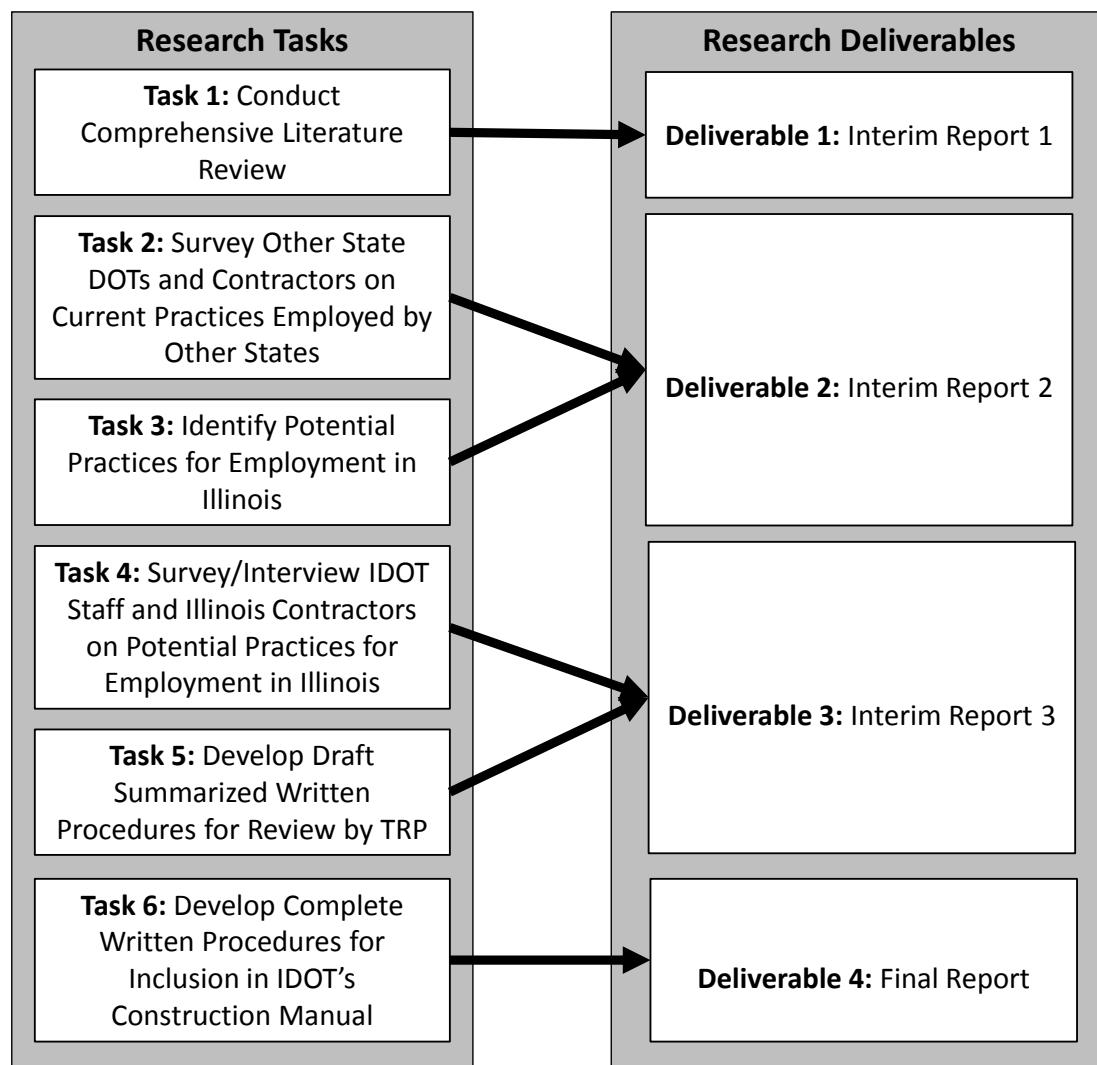 Research Tasks
Task 1: Conduct
Comprehensive Literature
Review
Task 2: Survey Other State
DOTs and Contractors on
Current Practices Employed by
Other States
Task 3: Identify Potential
Practices for Employment in
Illinois
Task 4: Survey/Interview IDOT
Staff and Illinois Contractors
on Potential Practices for
Employment in Illinois
Task 5: Develop Draft
Summarized Written
Procedures for Review by TRP
Task 6: Develop Complete
Written Procedures for
Inclusion in IDOT’s
Construction Manual
Research Deliverables
Deliverable 1: Interim Report 1
Deliverable 2: Interim Report 2
Deliverable 3: Interim Report 3
Deliverable 4: Final Report